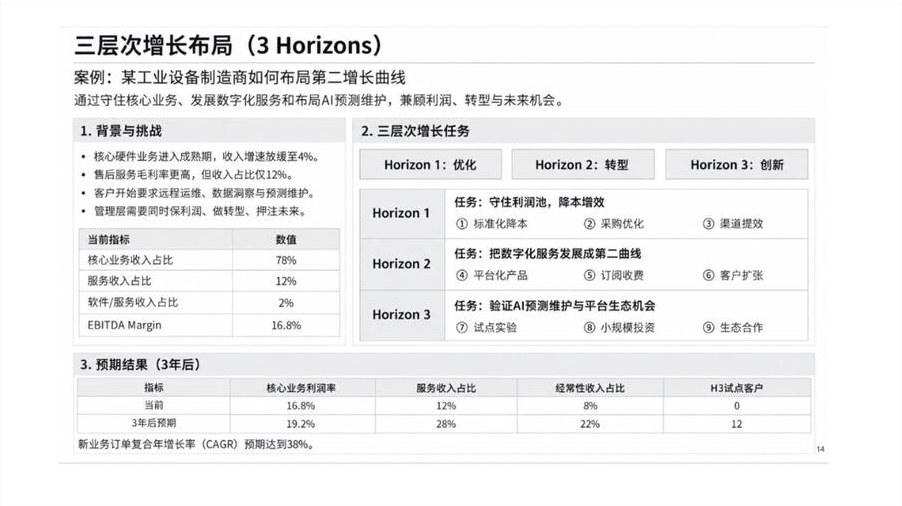 三层次增长布局（3 Horizons）
案例：某工业设备制造商如何布局第二增长曲线
通过守住核心业务、发展数字化服务和布局AI预测维护，兼顾利润、转型与未来机会。
1. 背景与挑战
• 核心硬件业务进入成熟期，收入增速放缓至4%。
• 售后服务毛利率更高，但收入占比仅12%。
• 客户开始要求远程运维、数据洞察与预测维护。
• 管理层需要同时保利润、做转型、押注未来。
当前指标 数值
核心业务收入占比 78%
服务收入占比 12%
软件/服务收入占比 2%
EBITDA Margin 16.8%
2. 三层次增长任务
Horizon 1：优化 Horizon 2：转型 Horizon 3：创新
Horizon 1
任务：守住利润池，降本增效
① 标准化降本 ② 采购优化 ③ 渠道提效
Horizon 2
任务：把数字化服务发展成第二曲线
④ 平台化产品 ⑤ 订阅收费 ⑥ 客户扩张
Horizon 3
任务：验证AI预测维护与平台生态机会
⑦ 试点实验 ⑧ 小规模投资 ⑨ 生态合作
3. 预期结果（3年后）
指标 核心业务利润率 服务收入占比 经常性收入占比 H3试点客户
当前 16.8% 12% 8% 0
3年后预期 19.2% 28% 22% 12
新业务订单复合年增长率（CAGR）预期达到38%。
14